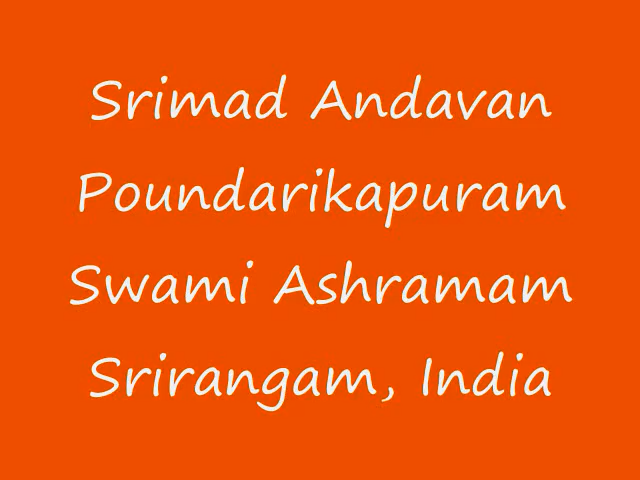 Srimad Andavan
Poundarikapuram
Swami Ashramam
Srirangam, India